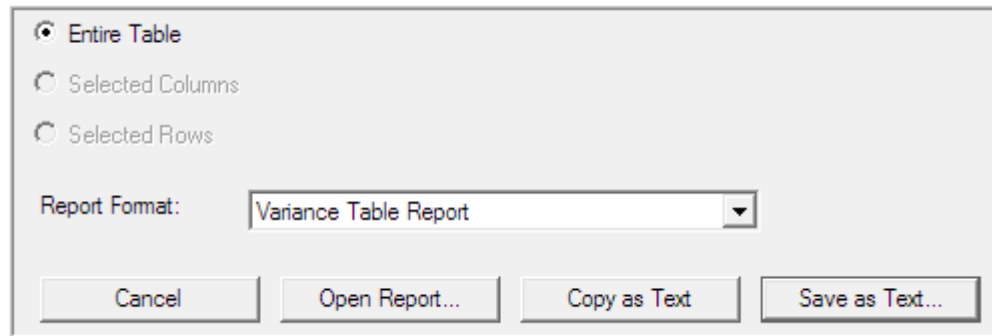 Entire Table
Selected Columns
Selected Rows
Report Format: Variance Table Report
Cancel Open Report... Copy as Text Save as Text...